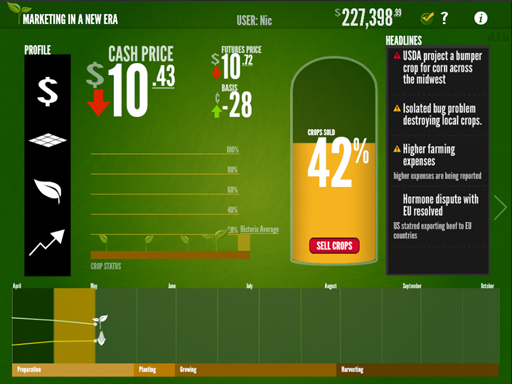 MARKETING IN A NEW ERA
USER: Nic
$227,398.99
?
i
PROFILE
$
CASH PRICE
$10.43
FUTURES PRICE
$10.72
BASIS
¢-28
100%
80%
60%
40%
20%
Historic Average
CROP STATUS
CROPS SOLD
42%
SELL CROPS
HEADLINES
USDA project a bumper
crop for corn across
the midwest
Isolated bug problem
destroying local crops.
Higher farming
expenses
higher expenses are being reported
Hormone dispute with
EU resolved
US statred exporting beef to EU
countries
April
May
June
July
August
September
October
Preparation
Planting
Growing
Harvesting